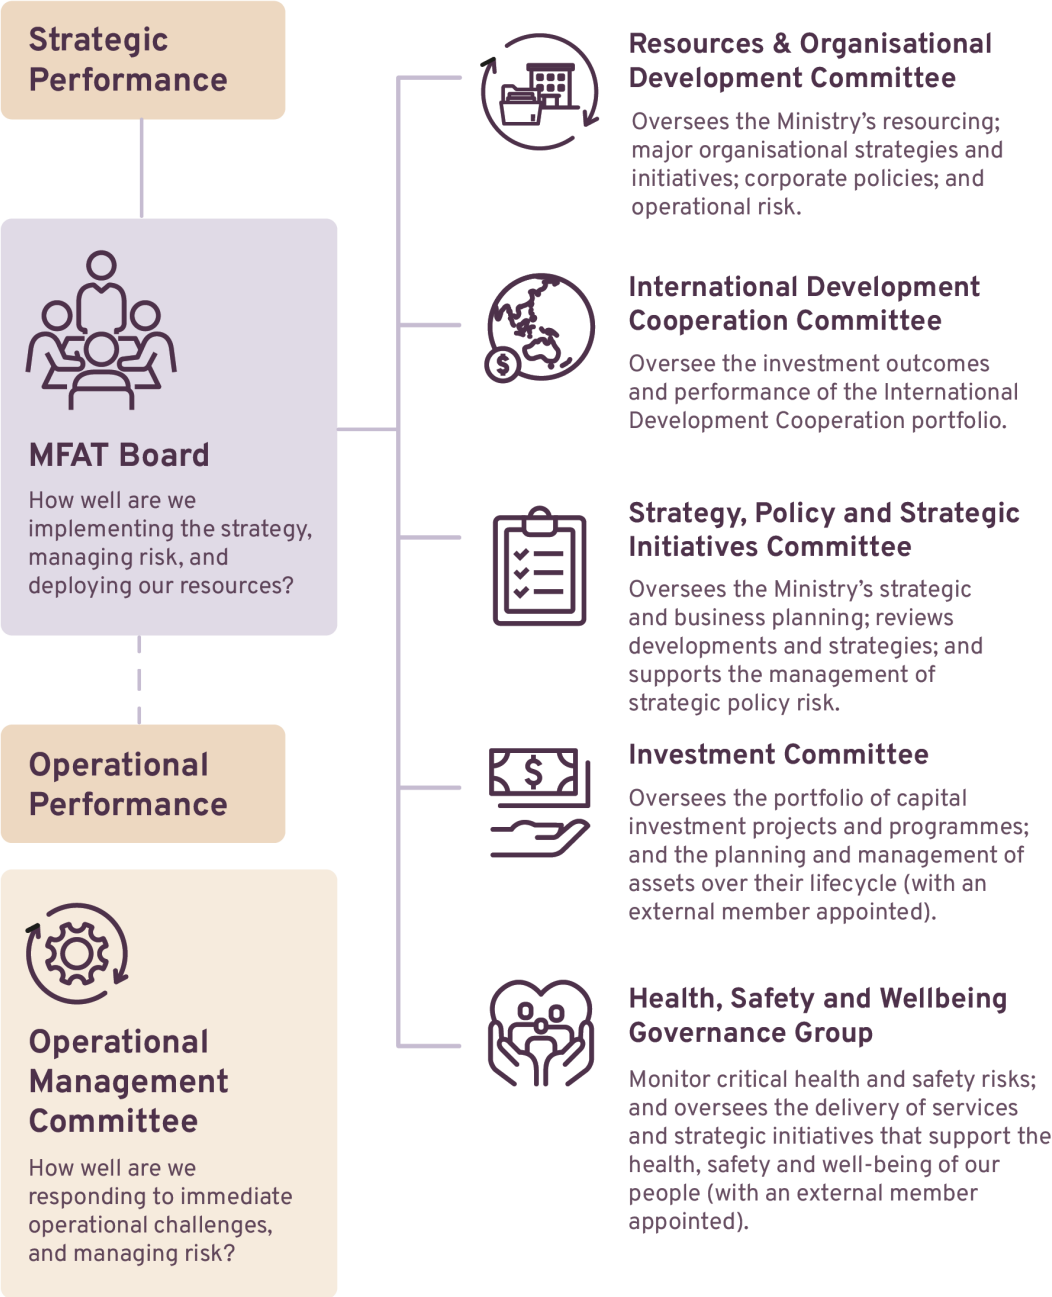 Strategic
Performance
MFAT Board
How well are we
implementing the strategy,
managing risk, and
deploying our resources?
Operational
Performance
Operational
Management
Committee
How well are we
responding to immediate
operational challenges,
and managing risk?
Resources & Organisational
Development Committee
Oversees the Ministry’s resourcing;
major organisational strategies and
initiatives; corporate policies; and
operational risk.
$
International Development
Cooperation Committee
Oversee the investment outcomes
and performance of the International
Development Cooperation portfolio.
Strategy, Policy and Strategic
Initiatives Committee
Oversees the Ministry’s strategic
and business planning; reviews
developments and strategies; and
supports the management of
strategic policy risk.
$
Investment Committee
Oversees the portfolio of capital
investment projects and programmes;
and the planning and management of
assets over their lifecycle (with an
external member appointed).
Health, Safety and Wellbeing
Governance Group
Monitor critical health and safety risks;
and oversees the delivery of services
and strategic initiatives that support the
health, safety and well-being of our
people (with an external member
appointed).